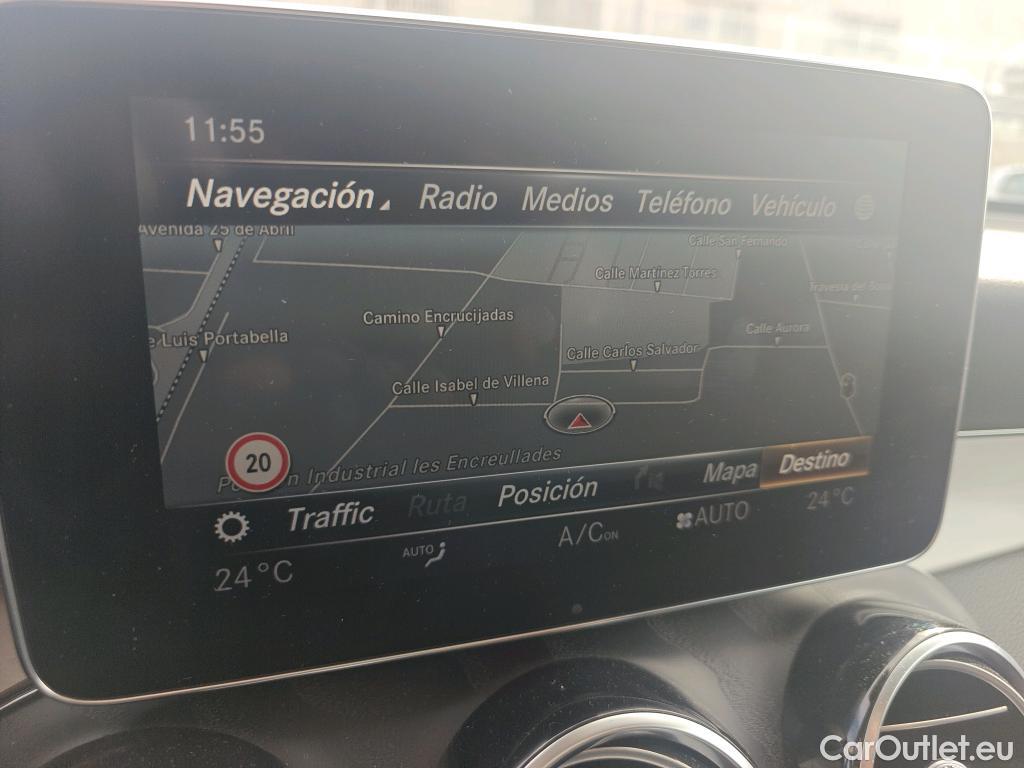 11:55
Navegación Radio Medios Teléfono Vehículo
Avenida 25 de Abril
Calle San Fernando
Calle Martínez Torres
Travesía del
Camino Encrucijadas
Luis Portabella
Calle Aurora
Calle Carlos Salvador
Calle Isabel de Villena
20
Industrial les Encreullades
Traffic Ruta Posición Mapa Destino
24°C AUTO A/C ON AUTO 24°C
CarOutlet.eu